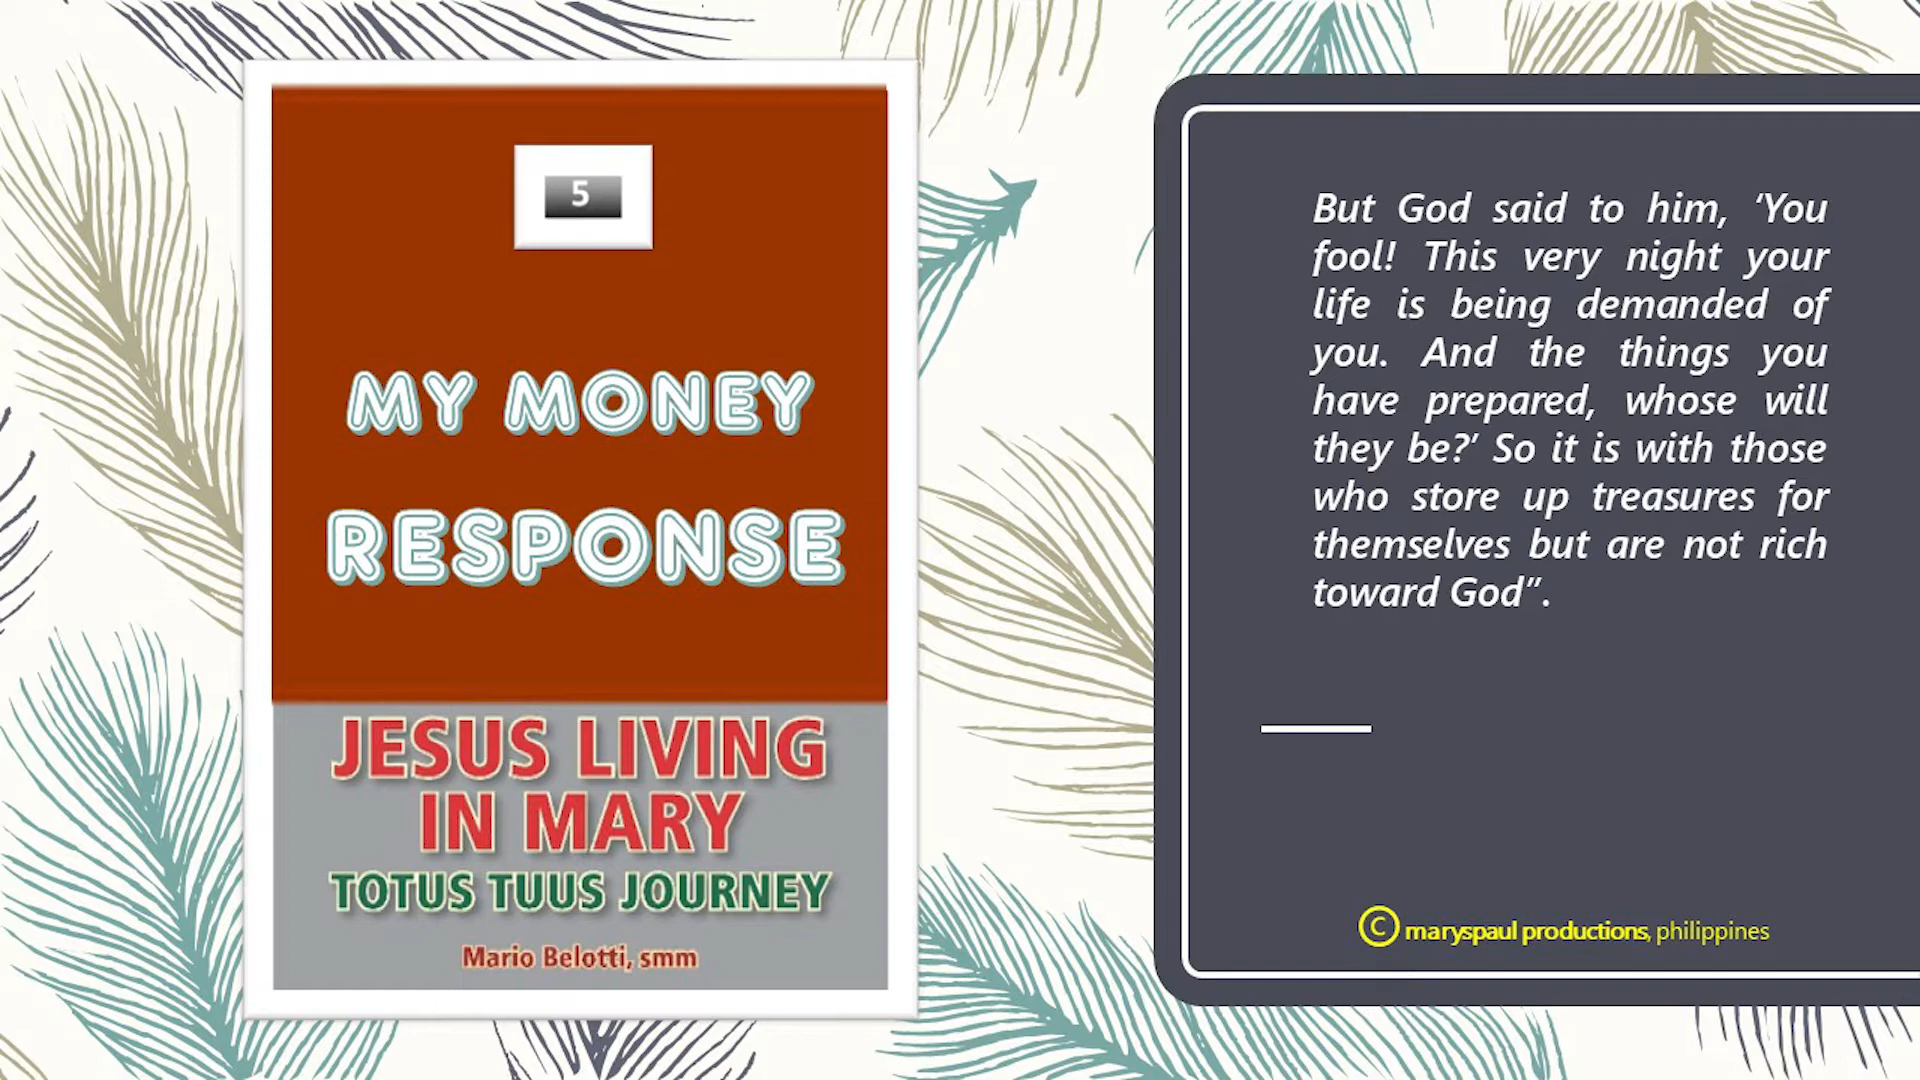 5
MY MONEY
RESPONSE
JESUS LIVING
IN MARY
TOTUS TUUS JOURNEY
Mario Belotti, smm
But God said to him, ‘You
fool! This very night your
life is being demanded of
you. And the things you
have prepared, whose will
they be?’ So it is with those
who store up treasures for
themselves but are not rich
toward God”.
© maryspaul productions, philippines